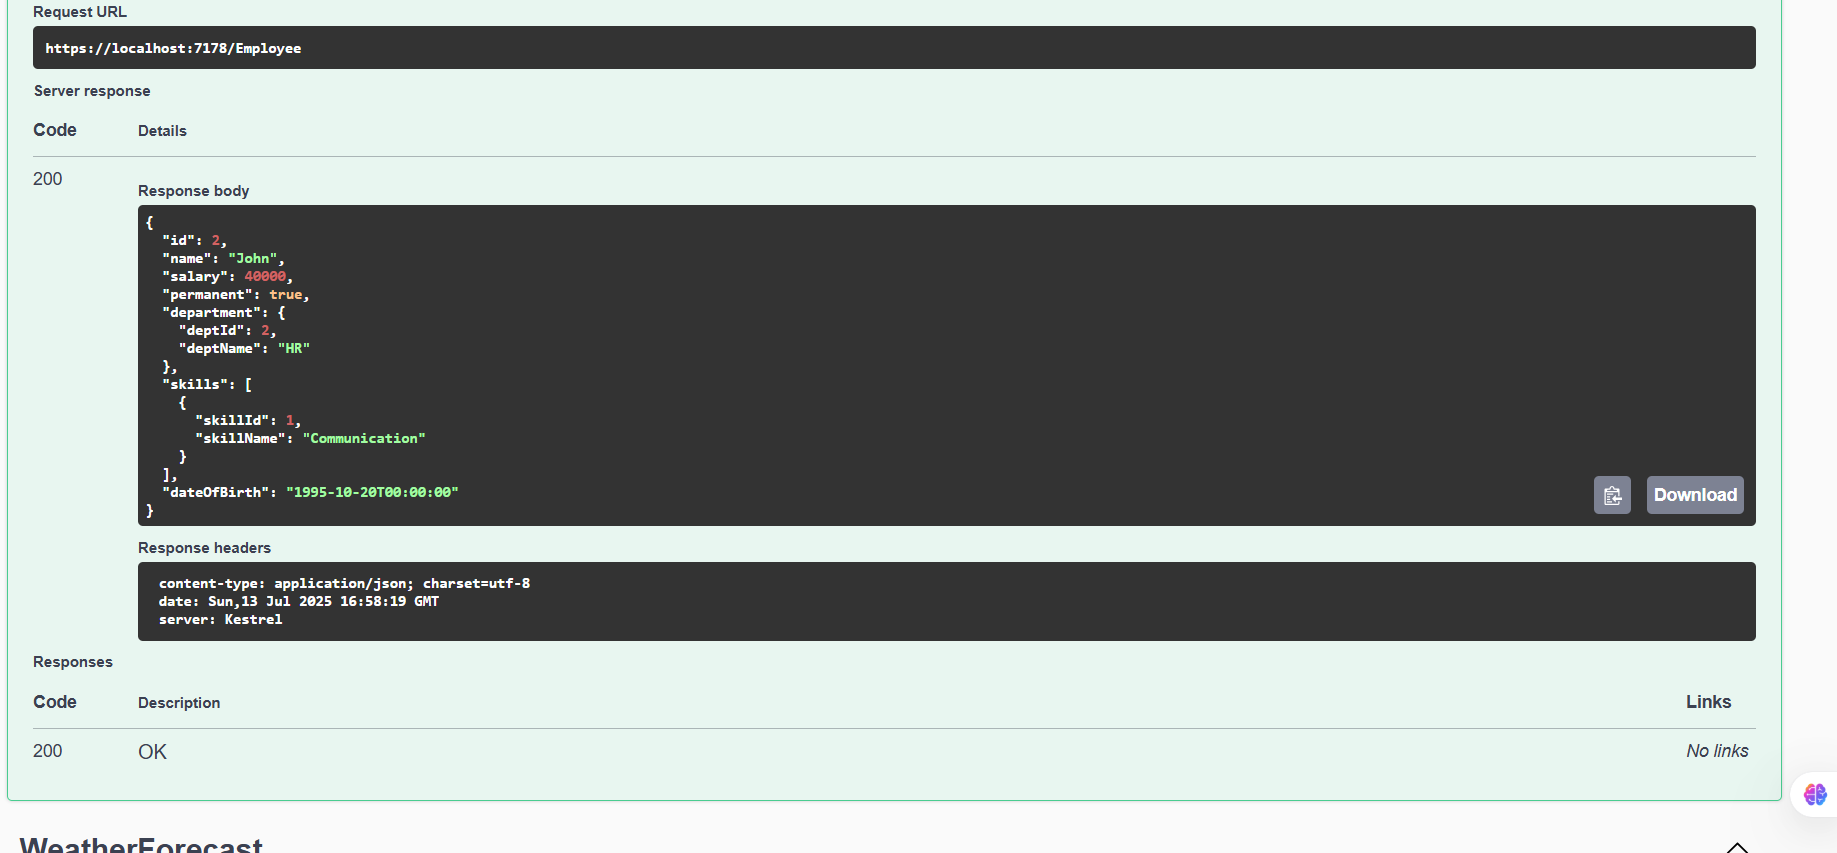 Request URL
https://localhost:7178/Employee
Server response
Code Details
200
Response body
{
  "id": 2,
  "name": "John",
  "salary": 40000,
  "permanent": true,
  "department": {
    "deptId": 2,
    "deptName": "HR"
  },
  "skills": [
    {
      "skillId": 1,
      "skillName": "Communication"
    }
  ],
  "dateOfBirth": "1995-10-20T00:00:00"
}
Download
Response headers
content-type: application/json; charset=utf-8
date: Sun,13 Jul 2025 16:58:19 GMT
server: Kestrel
Responses
Code Description Links
200 OK No links
WeatherForecast